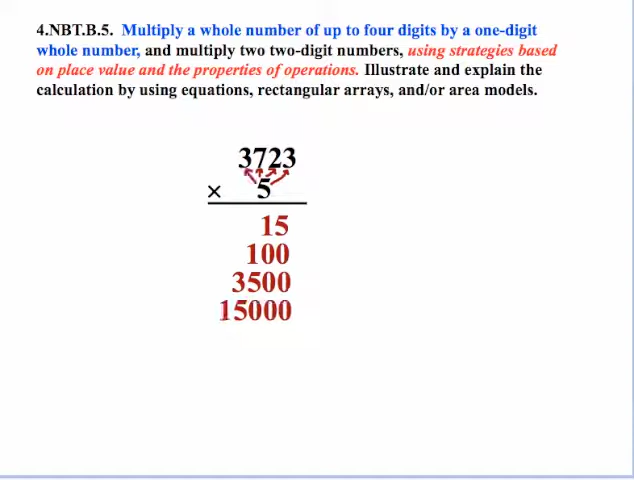 4.NBT.B.5. Multiply a whole number of up to four digits by a one-digit
whole number, and multiply two two-digit numbers, using strategies based
on place value and the properties of operations. Illustrate and explain the
calculation by using equations, rectangular arrays, and/or area models.
3723
× 5
15
100
3500
15000